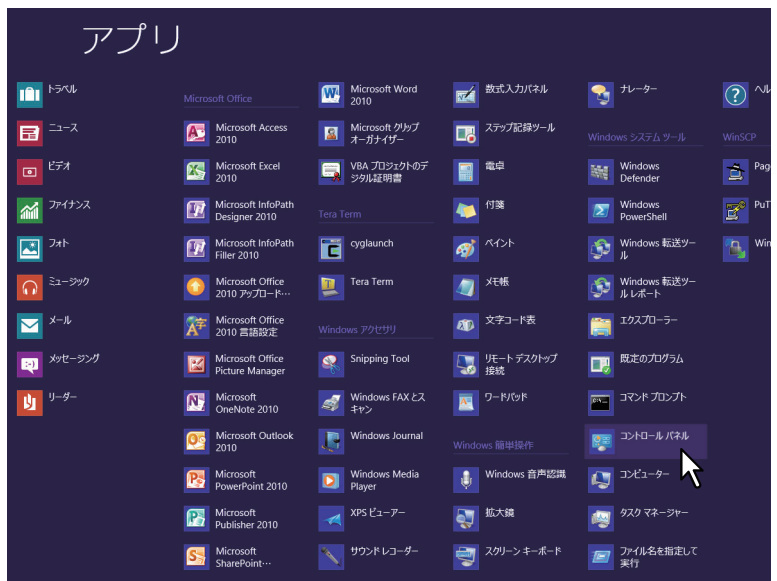 アプリ
トラベル
ニュース
ビデオ
ファイナンス
フォト
ミュージック
メール
メッセージング
リーダー
Microsoft Office
Microsoft Access
2010
Microsoft Excel
2010
Microsoft InfoPath
Designer 2010
Microsoft InfoPath
Filler 2010
Microsoft Office
2010 アップロード…
Microsoft Office
2010 言語設定
Microsoft Office
Picture Manager
Microsoft
OneNote 2010
Microsoft Outlook
2010
Microsoft
PowerPoint 2010
Microsoft
Publisher 2010
Microsoft
SharePoint…
Microsoft Word
2010
Microsoft クリップ
オーガナイザー
VBA プロジェクトのデ
ジタル証明書
Tera Term
cyglaunch
Tera Term
Windows アクセサリ
Snipping Tool
Windows FAX とス
キャン
Windows Journal
Windows Media
Player
XPS ビューアー
サウンド レコーダー
数式入力パネル
ステップ記録ツール
電卓
付箋
ペイント
メモ帳
文字コード表
リモート デスクトップ
接続
ワードパッド
Windows 簡単操作
Windows 音声認識
拡大鏡
スクリーン キーボード
ナレーター
Windows システム ツール
Windows
Defender
Windows
PowerShell
Windows 転送ツー
ル
Windows 転送ツー
ル レポート
エクスプローラー
既定のプログラム
コマンド プロンプト
コントロール パネル
コンピューター
タスク マネージャー
ファイル名を指定して
実行
ヘル
WinSCP
Page
PuT
Win